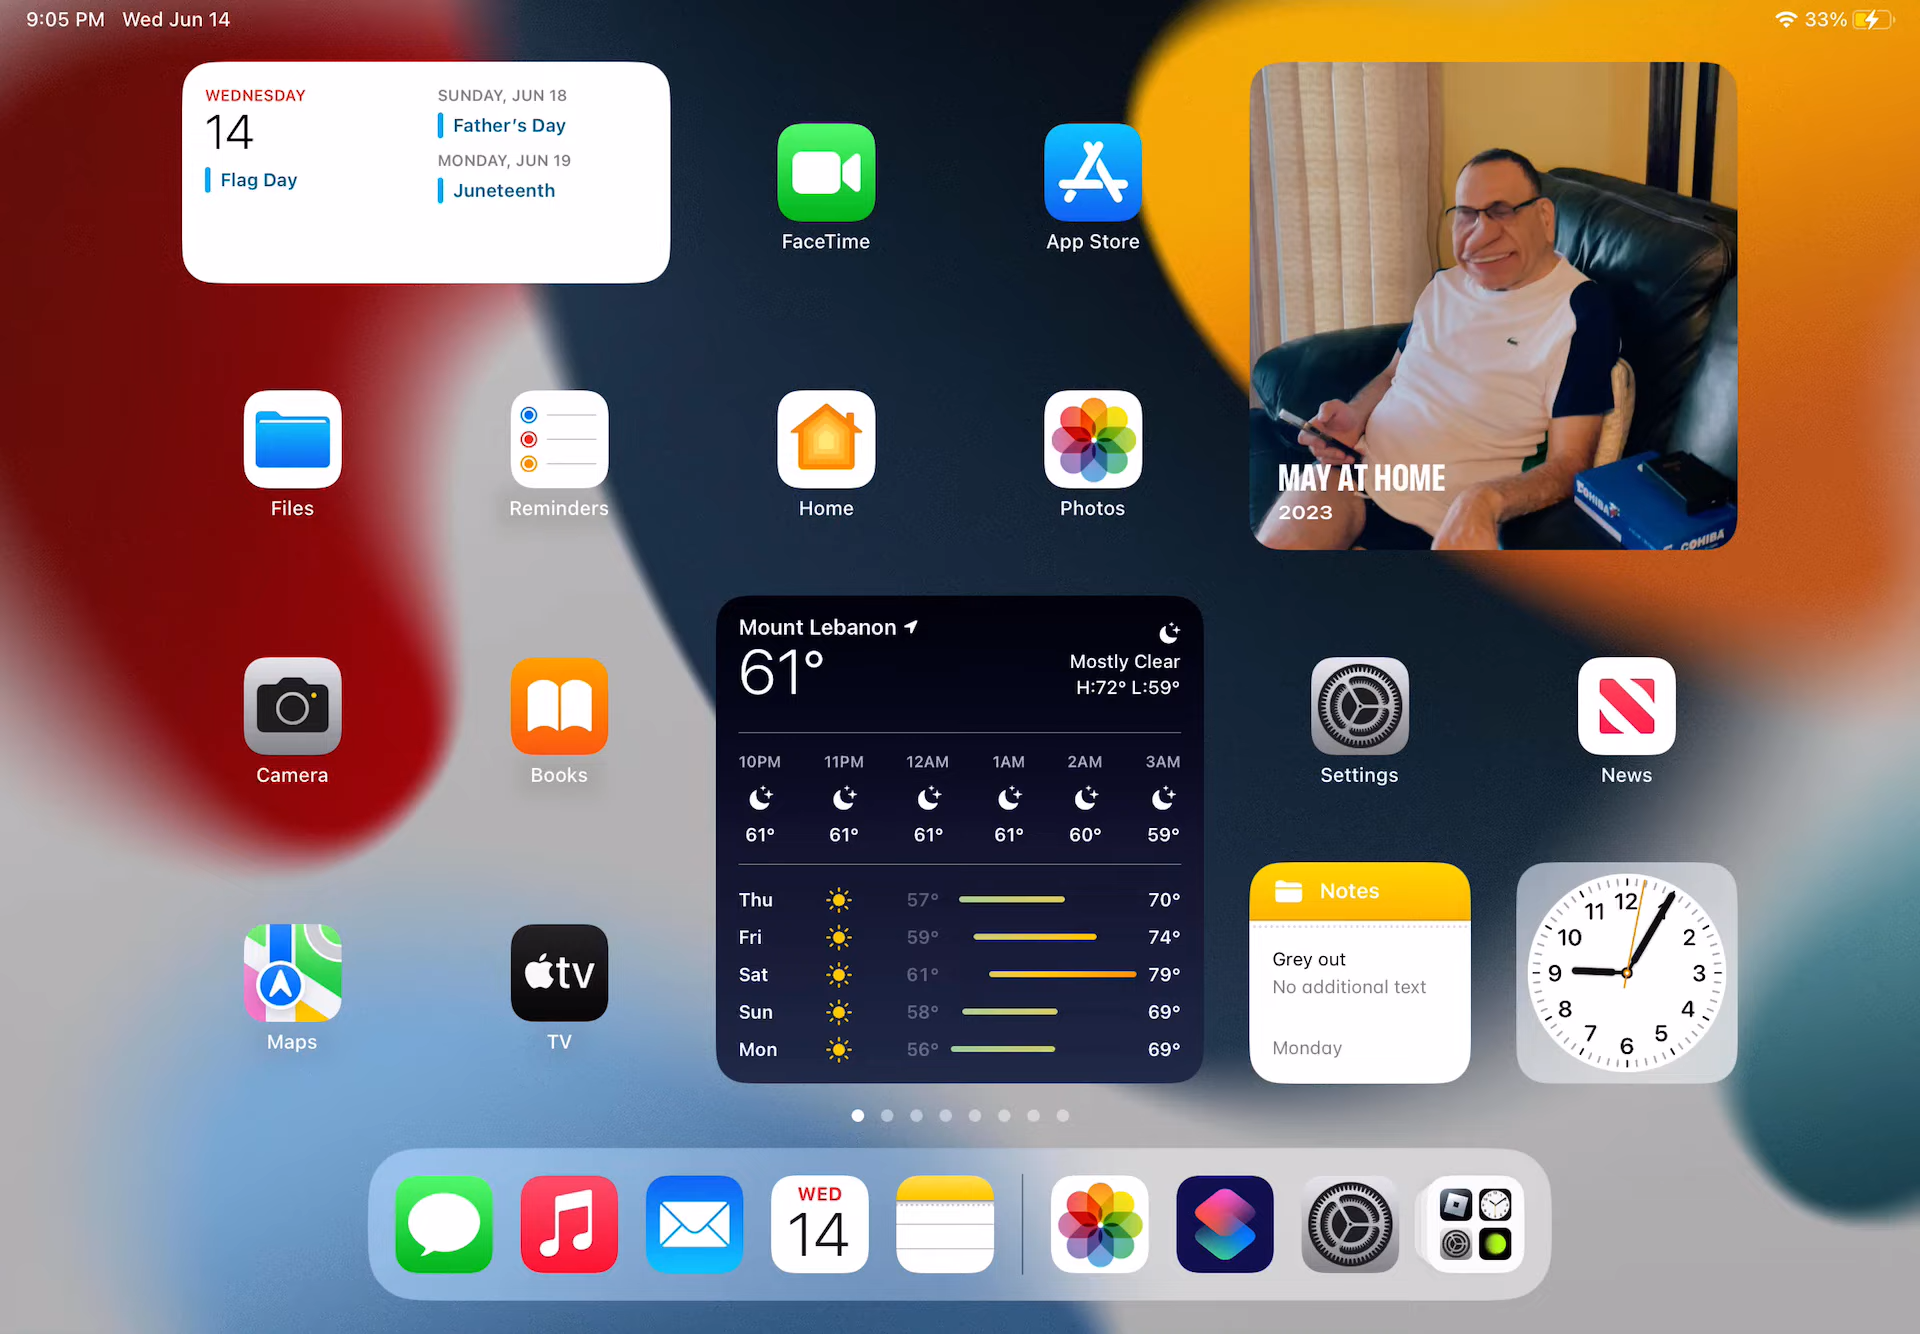 9:05 PM Wed Jun 14
33%
WEDNESDAY
14
Flag Day
SUNDAY, JUN 18
Father's Day
MONDAY, JUN 19
Juneteenth
FaceTime
App Store
COHIBA
COHIBA
MAY AT HOME
2023
Files
Reminders
Home
Photos
Camera
Books
Mount Lebanon
61°
Mostly Clear
H:72° L:59°
10PM 11PM 12AM 1AM 2AM 3AM
61° 61° 61° 61° 60° 59°
Thu 57° 70°
Fri 59° 74°
Sat 61° 79°
Sun 58° 69°
Mon 56° 69°
Settings
News
Maps
tv
TV
Notes
Grey out
No additional text
Monday
12 1 2 3 4 5 6 7 8 9 10 11
WED
14